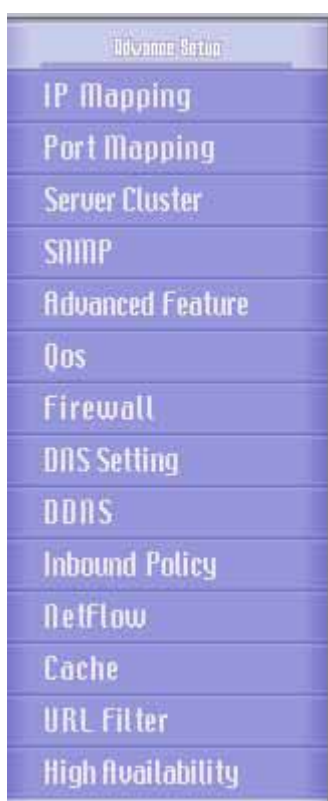 Advance Setup
IP Mapping
Port Mapping
Server Cluster
SNMP
Advanced Feature
Qos
Firewall
DNS Setting
DDNS
Inbound Policy
NetFlow
Cache
URL Filter
High Availability